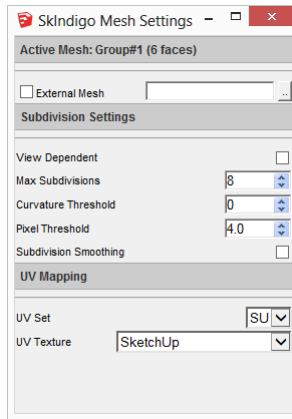 SkIndigo Mesh Settings
Active Mesh: Group#1 (6 faces)
External Mesh ..
Subdivision Settings
View Dependent
Max Subdivisions 8
Curvature Threshold 0
Pixel Threshold 4.0
Subdivision Smoothing
UV Mapping
UV Set SU
UV Texture SketchUp